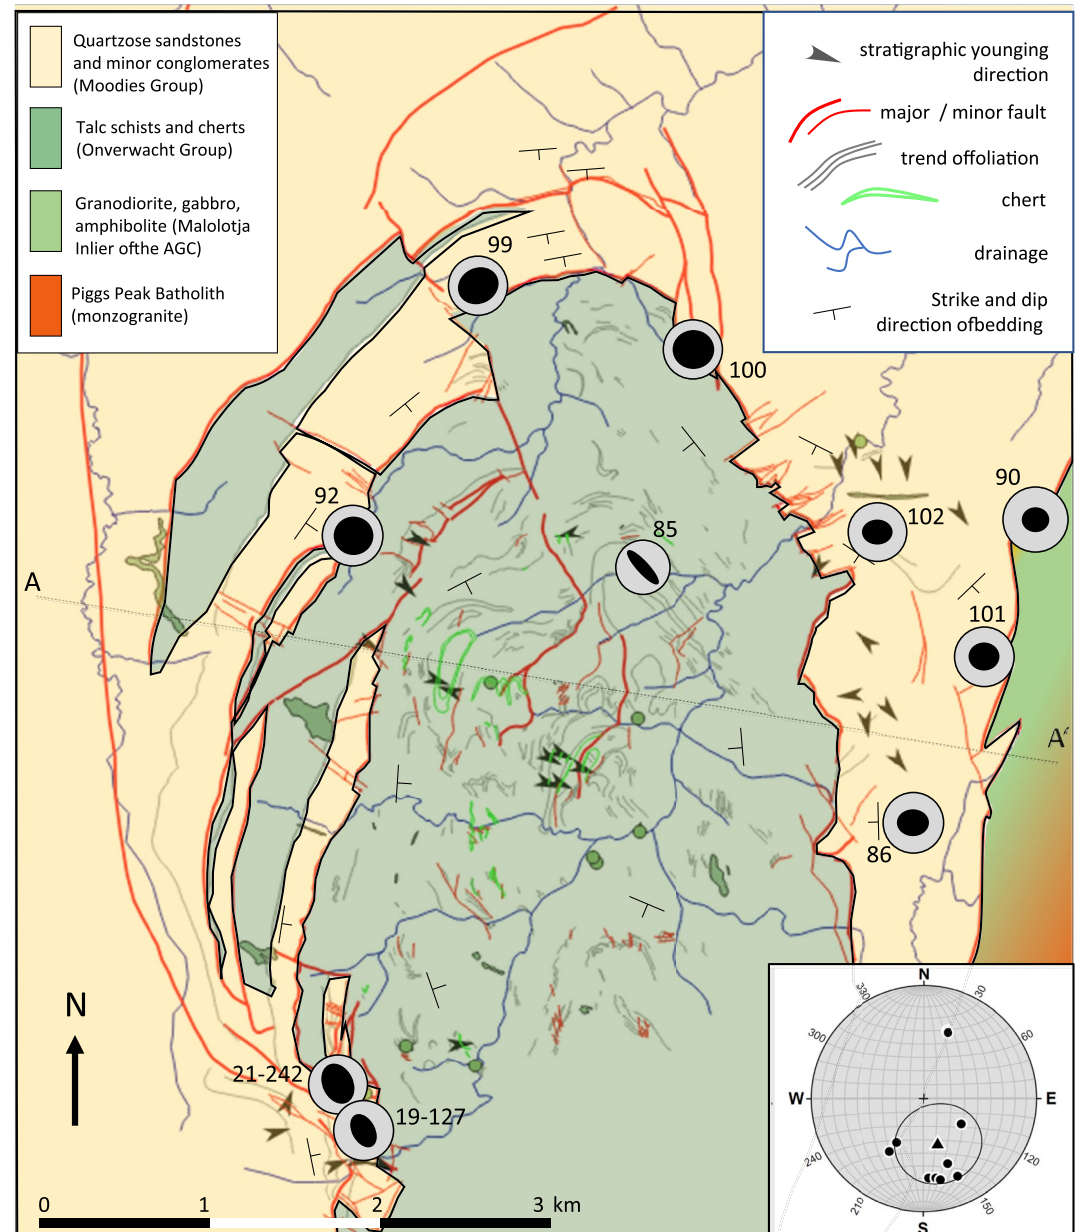 Quartzose sandstones
and minor conglomerates
(Moodies Group)
Talc schists and cherts
(Onverwacht Group)
Granodiorite, gabbro,
amphibolite (Malolotja
Inlier ofthe AGC)
Piggs Peak Batholith
(monzogranite)
stratigraphic younging
direction
major / minor fault
trend offoliation
chert
drainage
Strike and dip
direction ofbedding
99
100
92
85
102
90
101
86
A
A‘
N
21-242
19-127
0 1 2 3 km
N
330
30
300
60
W
E
240
120
210
150
S